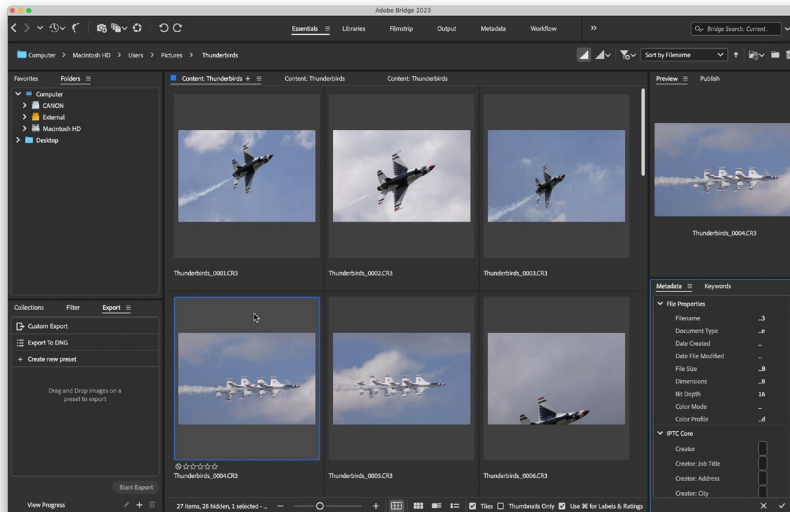 Adobe Bridge 2023
Essentials
Libraries
Filmstrip
Output
Metadata
Workflow
Bridge Search: Current
Computer > Macintosh HD > Users > Pictures > Thunderbirds
Sort by Filename
Favorites
Folders
Computer
CANON
External
Macintosh HD
Desktop
Content: Thunderbirds
Content: Thunderbirds
Content: Thunderbirds
Thunderbirds_0001.CR3
Thunderbirds_0002.CR3
Thunderbirds_0003.CR3
Thunderbirds_0004.CR3
Thunderbirds_0005.CR3
Thunderbirds_0006.CR3
Collections
Filter
Export
Custom Export
Export To DNG
+ Create new preset
Drag and Drop images on a
preset to export
Start Export
View Progress
27 items, 28 hidden, 1 selected - ...
Tiles
Thumbnails Only
Use ⌘ for Labels & Ratings
Preview
Publish
Thunderbirds_0004.CR3
Metadata
Keywords
File Properties
Filename ...3
Document Type ...e
Date Created ...
Date File Modified ...
File Size ...B
Dimensions ...8
Bit Depth 16
Color Mode ...
Color Profile ...d
IPTC Core
Creator
Creator: Job Title
Creator: Address
Creator: City